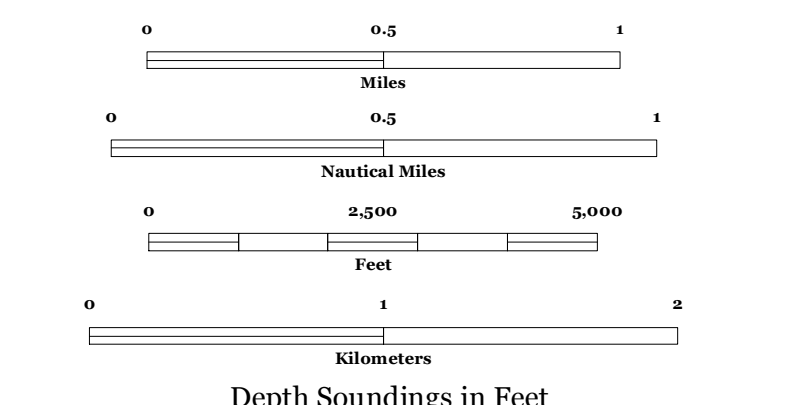 0 0.5 1
Miles
0 0.5 1
Nautical Miles
0 2,500 5,000
Feet
0 1 2
Kilometers
Depth Soundings in Feet